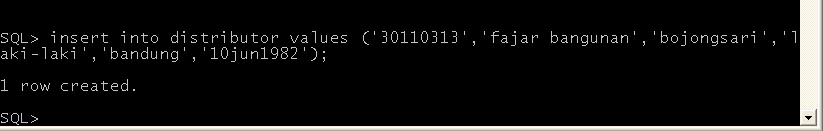 SQL> insert into distributor values ('30110313','fajar bangunan','bojongsari','l
aki-laki','bandung','10jun1982');
1 row created.
SQL>